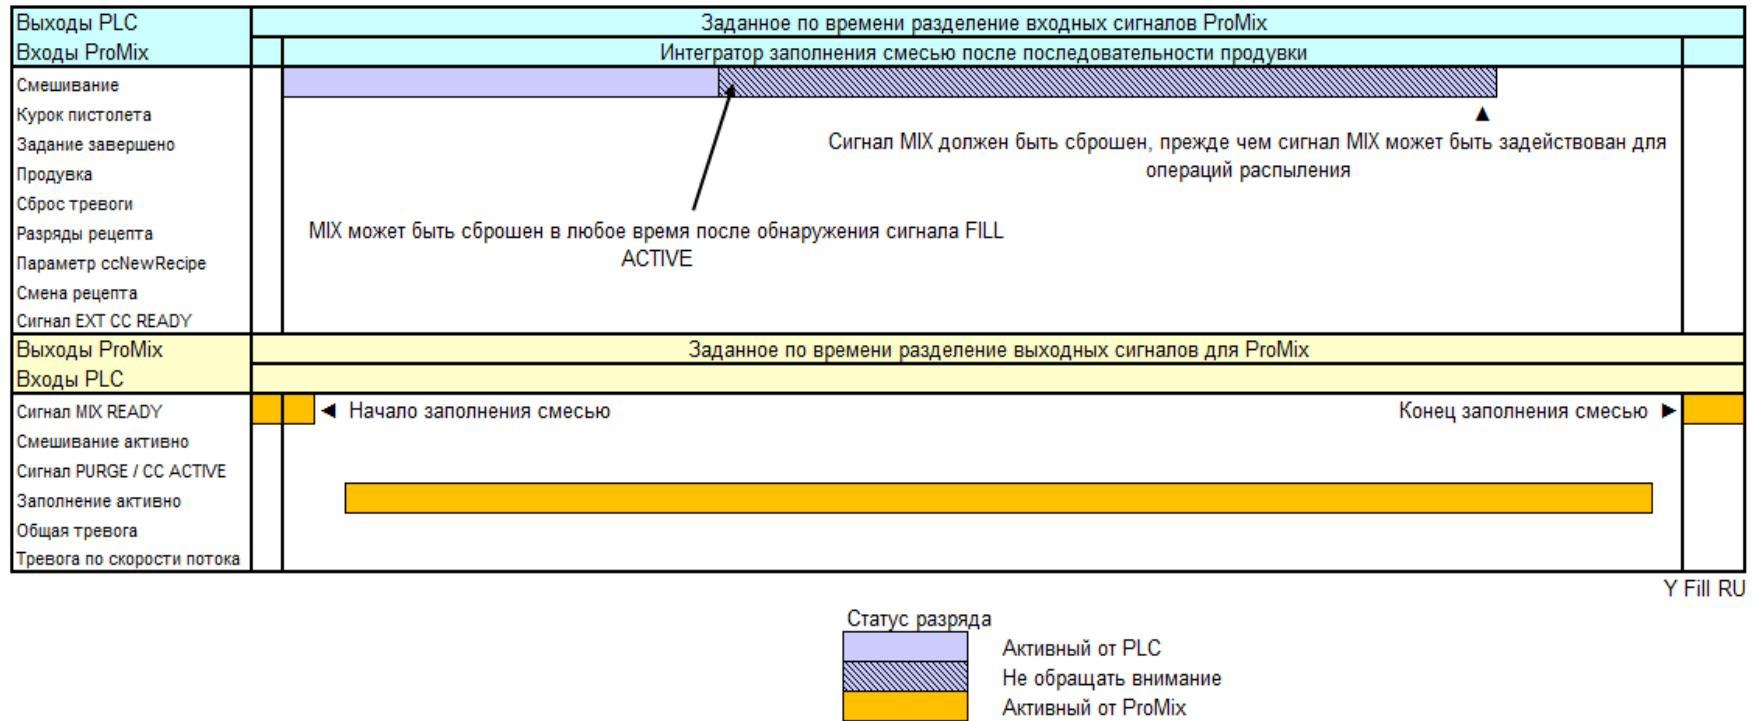 Выходы PLC
Заданное по времени разделение входных сигналов ProMix
Входы ProMix
Интегратор заполнения смесью после последовательности продувки
Смешивание
Курок пистолета
Задание завершено
Сигнал MIX должен быть сброшен, прежде чем сигнал MIX может быть задействован для
операций распыления
Продувка
Сброс тревоги
Разряды рецепта
MIX может быть сброшен в любое время после обнаружения сигнала FILL
ACTIVE
Параметр ccNewRecipe
Смена рецепта
Сигнал EXT CC READY
Выходы ProMix
Заданное по времени разделение выходных сигналов для ProMix
Входы PLC
Сигнал MIX READY
◄ Начало заполнения смесью
Конец заполнения смесью ►
Смешивание активно
Сигнал PURGE / CC ACTIVE
Заполнение активно
Общая тревога
Тревога по скорости потока
Y Fill RU
Статус разряда
Активный от PLC
Не обращать внимание
Активный от ProMix